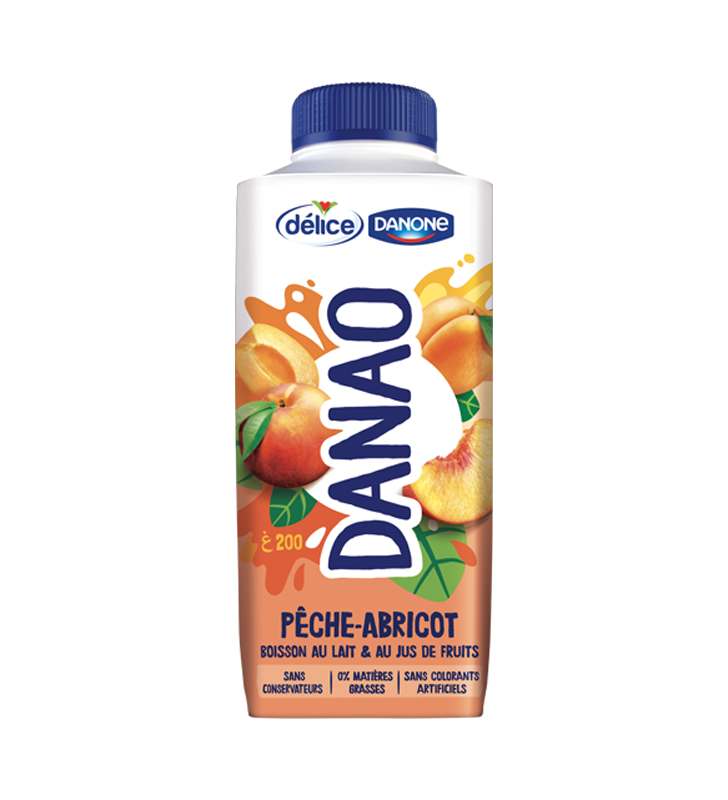 délice DANONE
DANAO
غ 200
PÊCHE-ABRICOT
BOISSON AU LAIT & AU JUS DE FRUITS
SANS CONSERVATEURS
0% MATIÈRES GRASSES
SANS COLORANTS ARTIFICIELS